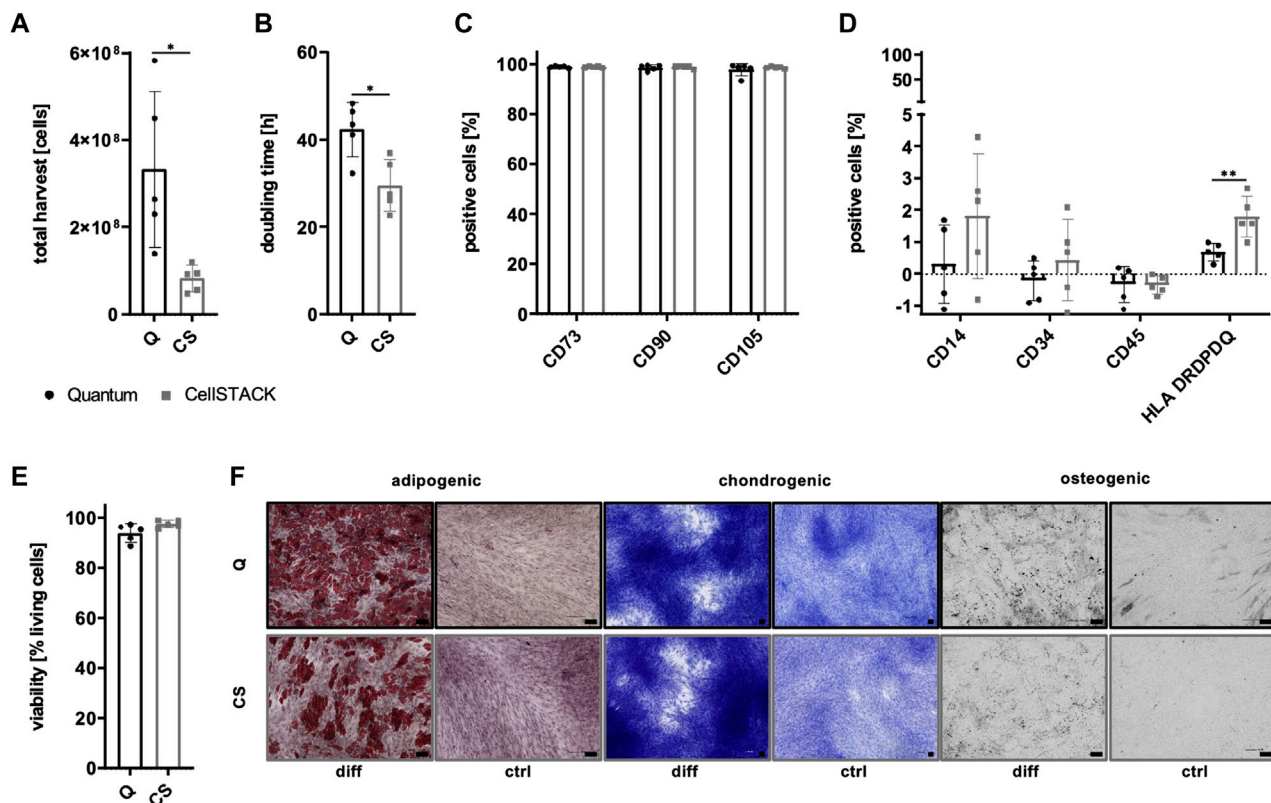 A
total harvest [cells]
6×10⁸
4×10⁸
2×10⁸
0
*
Q
CS
B
doubling time [h]
60
40
20
0
*
Q
CS
C
positive cells [%]
100
80
60
40
20
0
CD73
CD90
CD105
D
positive cells [%]
100
50
5
4
3
2
1
0
-1
**
CD14
CD34
CD45
HLA DRDPDQ
Quantum
CellSTACK
E
viability [% living cells]
100
80
60
40
20
0
Q
CS
F
adipogenic
chondrogenic
osteogenic
Q
CS
diff
ctrl
diff
ctrl
diff
ctrl